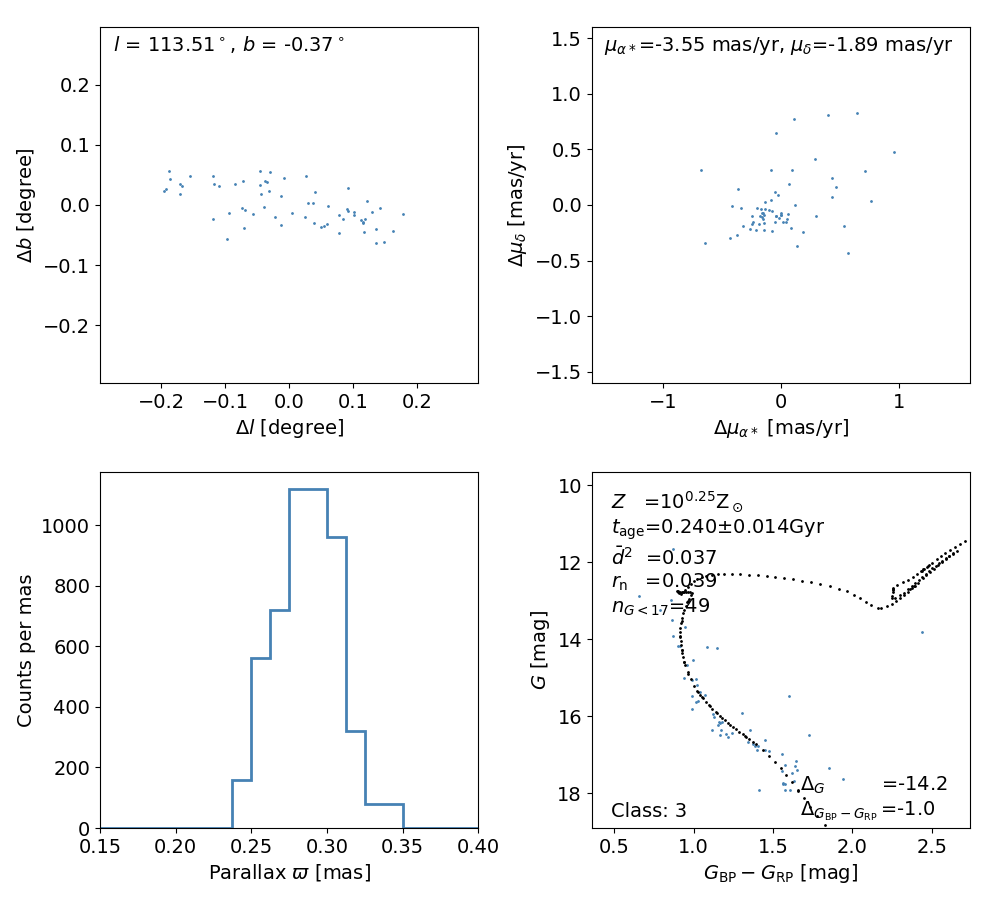 l = 113.51°, b = -0.37°
0.2
0.1
0.0
−0.1
−0.2
Δb [degree]
−0.2 −0.1 0.0 0.1 0.2
Δl [degree]
μα*=-3.55 mas/yr, μδ=-1.89 mas/yr
1.5
1.0
0.5
0.0
−0.5
−1.0
−1.5
Δμδ [mas/yr]
−1 0 1
Δμα* [mas/yr]
1000
800
600
400
200
0
Counts per mas
0.15 0.20 0.25 0.30 0.35 0.40
Parallax ϖ [mas]
10
12
14
16
18
G [mag]
Z =10^0.25 Z⊙
t_age=0.240±0.014Gyr
d̄² =0.037
r_n =0.039
n_G<17=49
Δ_G =-14.2
Δ_GBP−GRP=-1.0
Class: 3
0.5 1.0 1.5 2.0 2.5
G_BP − G_RP [mag]